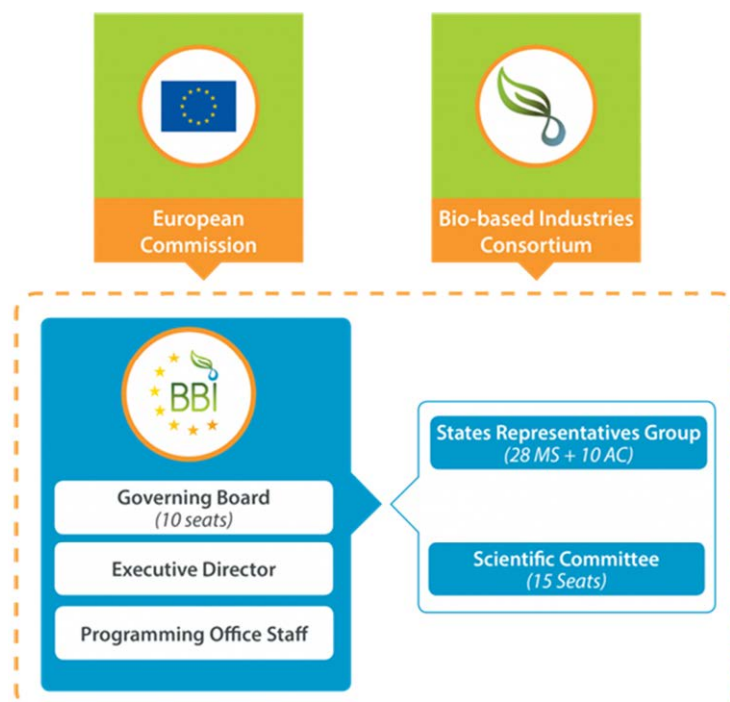 European
Commission
Bio-based Industries
Consortium
BBI
Governing Board
(10 seats)
Executive Director
Programming Office Staff
States Representatives Group
(28 MS + 10 AC)
Scientific Committee
(15 Seats)